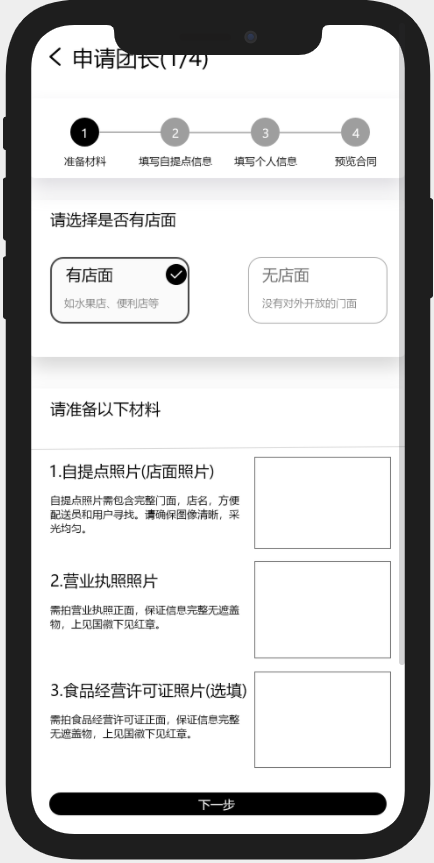 申请团长(1/4)
1 2 3 4
准备材料 填写自提点信息 填写个人信息 预览合同
请选择是否有店面
有店面 无店面
如水果店、便利店等 没有对外开放的门面
请准备以下材料
1.自提点照片(店面照片)
自提点照片需包含完整门面，店名，方便
配送员和用户寻找。请确保图像清晰，采
光均匀。
2.营业执照照片
需拍营业执照正面，保证信息完整无遮盖
物，上见国徽下见红章。
3.食品经营许可证照片(选填)
需拍食品经营许可证正面，保证信息完整
无遮盖物，上见国徽下见红章。
下一步